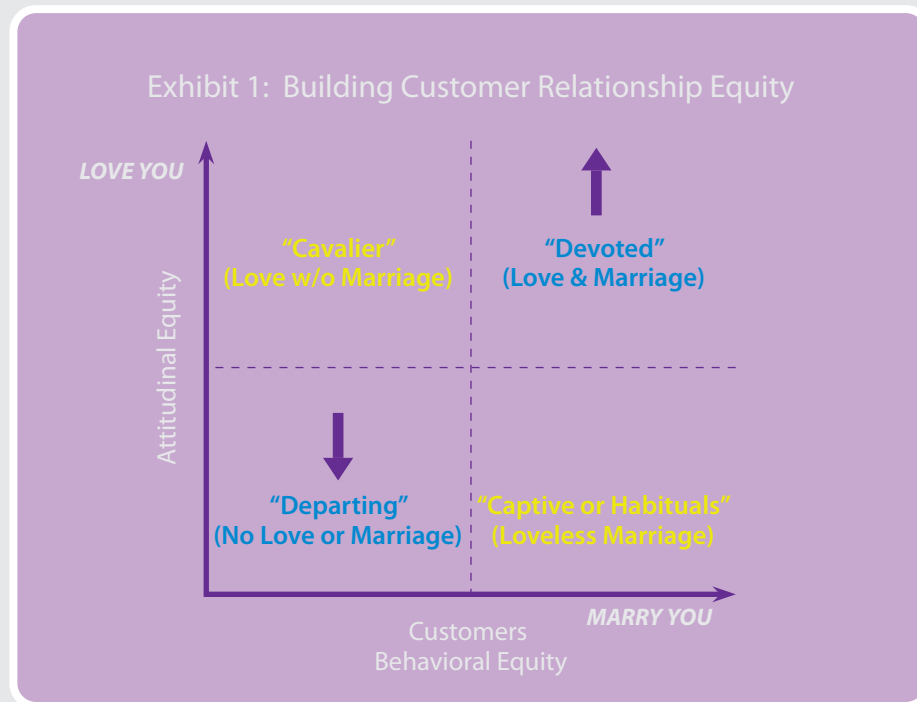 Exhibit 1:  Building Customer Relationship Equity
LOVE YOU
Attitudinal Equity
“Cavalier”
(Love w/o Marriage)
“Devoted”
(Love & Marriage)
“Departing”
(No Love or Marriage)
“Captive or Habituals”
(Loveless Marriage)
MARRY YOU
Customers
Behavioral Equity